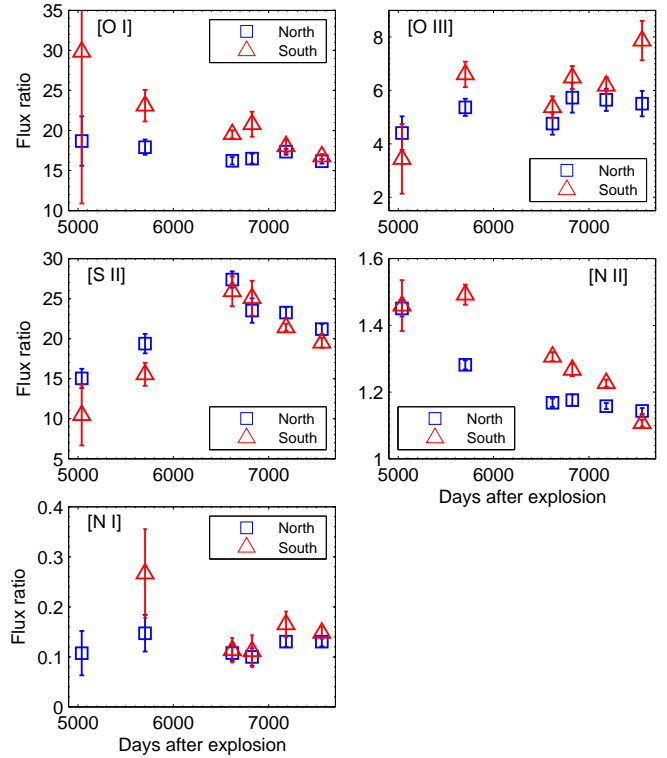 [O I]
North
South
Flux ratio
35
30
25
20
15
10
5000 6000 7000
[O III]
North
South
8
6
4
2
5000 6000 7000
[S II]
North
South
Flux ratio
30
25
20
15
10
5
5000 6000 7000
[N II]
North
South
1.6
1.4
1.2
1
5000 6000 7000
Days after explosion
[N I]
North
South
Flux ratio
0.4
0.3
0.2
0.1
0
5000 6000 7000
Days after explosion